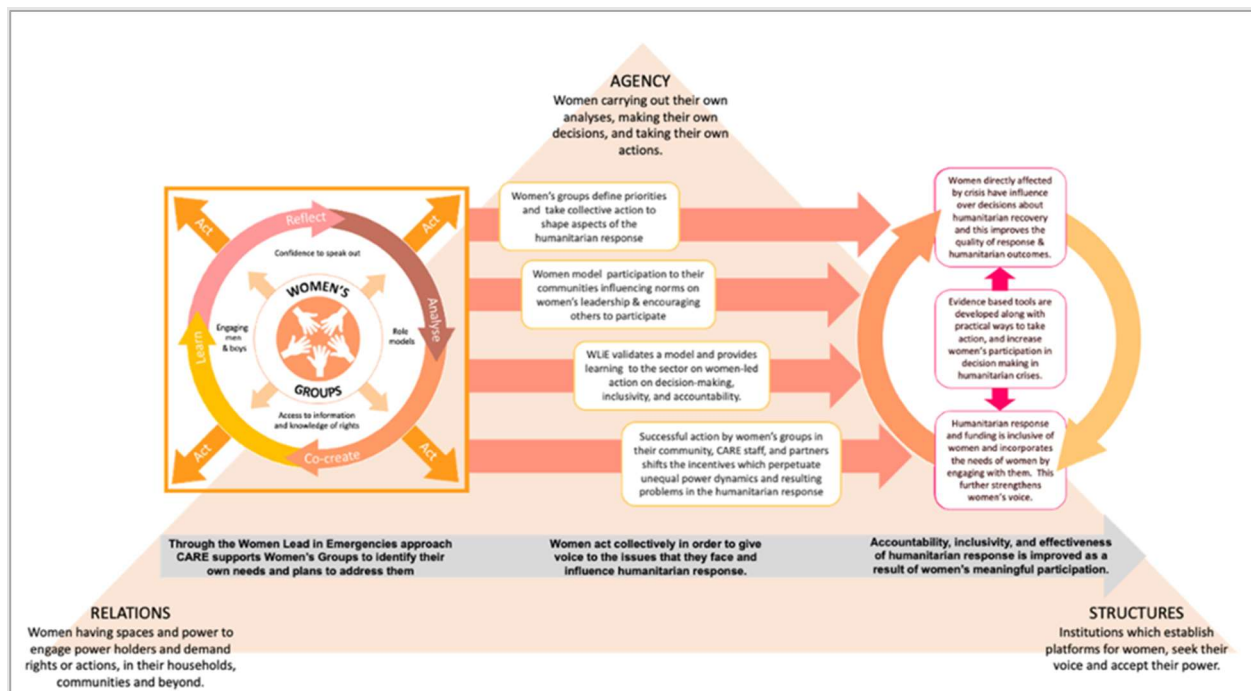 AGENCY
Women carrying out their own
analyses, making their own
decisions, and taking their own
actions.
Act
Act
Reflect
Analyse
Co-create
Learn
Act
Act
Confidence to speak out
WOMEN'S
GROUPS
Engaging
men
& boys
Role
models
Access to information
and knowledge of rights
Women's groups define priorities
and take collective action to
shape aspects of the
humanitarian response
Women model participation to their
communities influencing norms on
women's leadership & encouraging
others to participate
WLiE validates a model and provides
learning to the sector on women-led
action on decision-making,
inclusivity, and accountability.
Successful action by women's groups in
their community, CARE staff, and partners
shifts the incentives which perpetuate
unequal power dynamics and resulting
problems in the humanitarian response
Women directly affected
by crisis have influence
over decisions about
humanitarian recovery
and this improves the
quality of response &
humanitarian outcomes.
Evidence based tools are
developed along with
practical ways to take
action, and increase
women's participation in
decision making in
humanitarian crises.
Humanitarian response
and funding is inclusive of
women and incorporates
the needs of women by
engaging with them. This
further strengthens
women's voice.
Through the Women Lead in Emergencies approach
CARE supports Women's Groups to identify their
own needs and plans to address them
Women act collectively in order to give
voice to the issues that they face and
influence humanitarian response.
Accountability, inclusivity, and effectiveness
of humanitarian response is improved as a
result of women's meaningful participation.
RELATIONS
Women having spaces and power to
engage power holders and demand
rights or actions, in their households,
communities and beyond.
STRUCTURES
Institutions which establish
platforms for women, seek their
voice and accept their power.